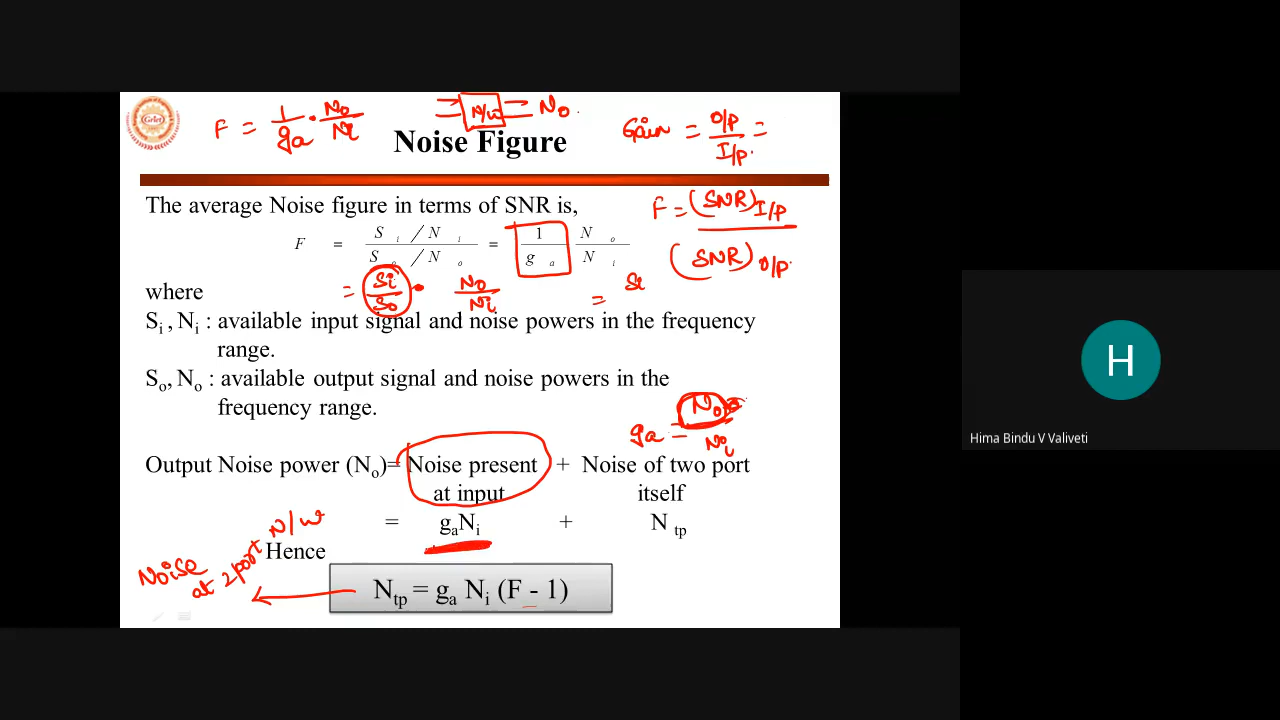 F = 1/ga · No/Ni
N/W No.
Gain = O/P / I/P =
Griet
Noise Figure
The average Noise figure in terms of SNR is,
F = (SNR)I/P / (SNR)O/P
F = Si / Ni / So / No = 1/ga No/Ni
= Si/So · No/Ni
= Si
where
Si , Ni : available input signal and noise powers in the frequency
range.
So, No : available output signal and noise powers in the
frequency range.
ga = No/Ni
Output Noise power (No)= Noise present + Noise of two port
at input itself
= gaNi + N tp
Hence
Noise at 2port N/W
Ntp = ga Ni (F - 1)
H
Hima Bindu V Valiveti